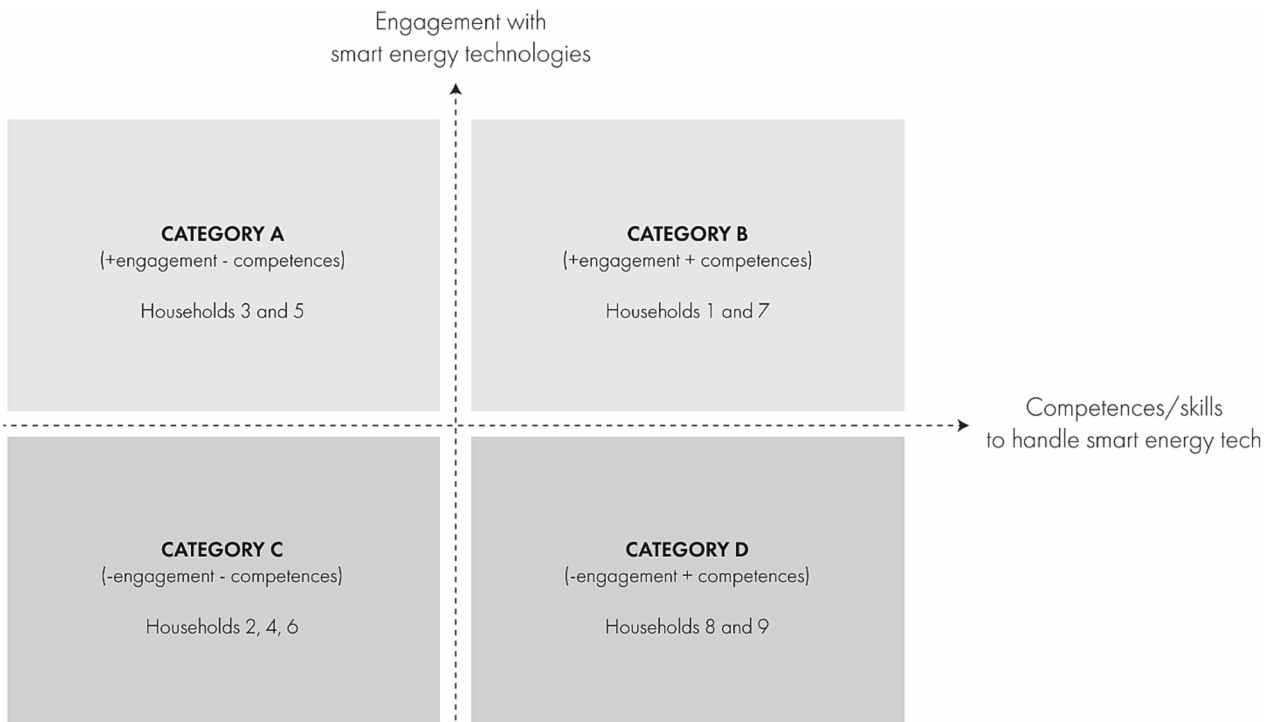 Engagement with
smart energy technologies
CATEGORY A
(+engagement - competences)
Households 3 and 5
CATEGORY B
(+engagement + competences)
Households 1 and 7
Competences/skills
to handle smart energy tech
CATEGORY C
(-engagement - competences)
Households 2, 4, 6
CATEGORY D
(-engagement + competences)
Households 8 and 9